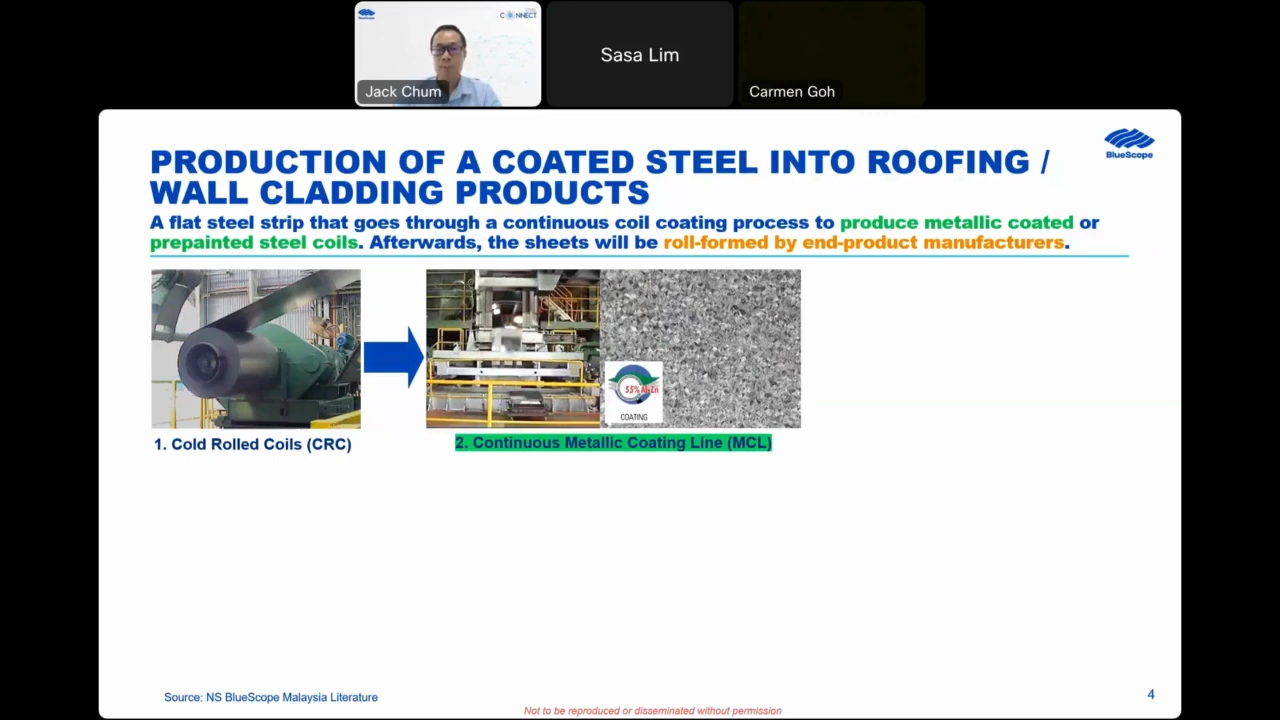 BlueScope
CONNECT
Jack Chum
Sasa Lim
Carmen Goh
BlueScope
PRODUCTION OF A COATED STEEL INTO ROOFING /
WALL CLADDING PRODUCTS
A flat steel strip that goes through a continuous coil coating process to produce metallic coated or
prepainted steel coils. Afterwards, the sheets will be roll-formed by end-product manufacturers.
55% Al-Zn
COATING
1. Cold Rolled Coils (CRC)
2. Continuous Metallic Coating Line (MCL)
Source: NS BlueScope Malaysia Literature
4
Not to be reproduced or disseminated without permission